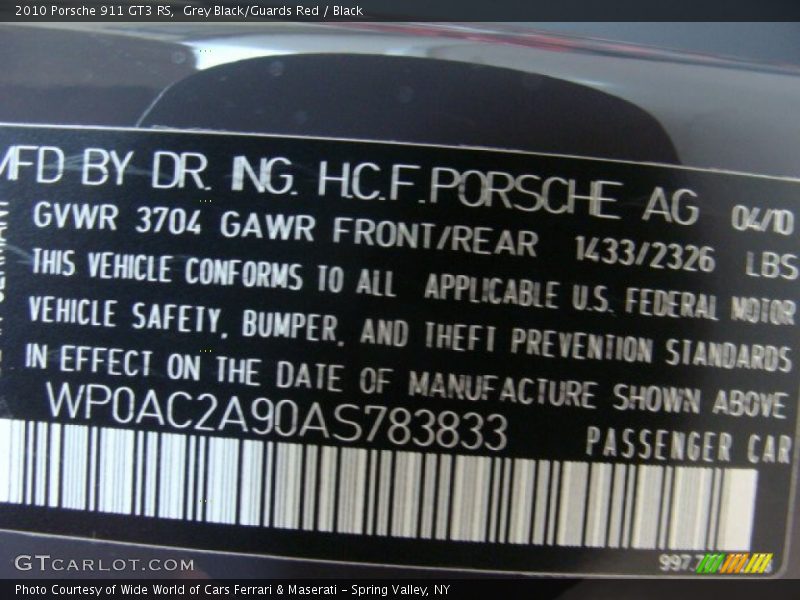 2010 Porsche 911 GT3 RS, Grey Black/Guards Red / Black
MFD BY DR. ING. H.C.F. PORSCHE AG 04/10
GVWR 3704 GAWR FRONT/REAR 1433/2326 LBS
THIS VEHICLE CONFORMS TO ALL APPLICABLE U.S. FEDERAL MOTOR
VEHICLE SAFETY, BUMPER, AND THEFT PREVENTION STANDARDS
IN EFFECT ON THE DATE OF MANUFACTURE SHOWN ABOVE
WP0AC2A90AS783833 PASSENGER CAR
997.
GTCARLOT.COM
Photo Courtesy of Wide World of Cars Ferrari & Maserati - Spring Valley, NY